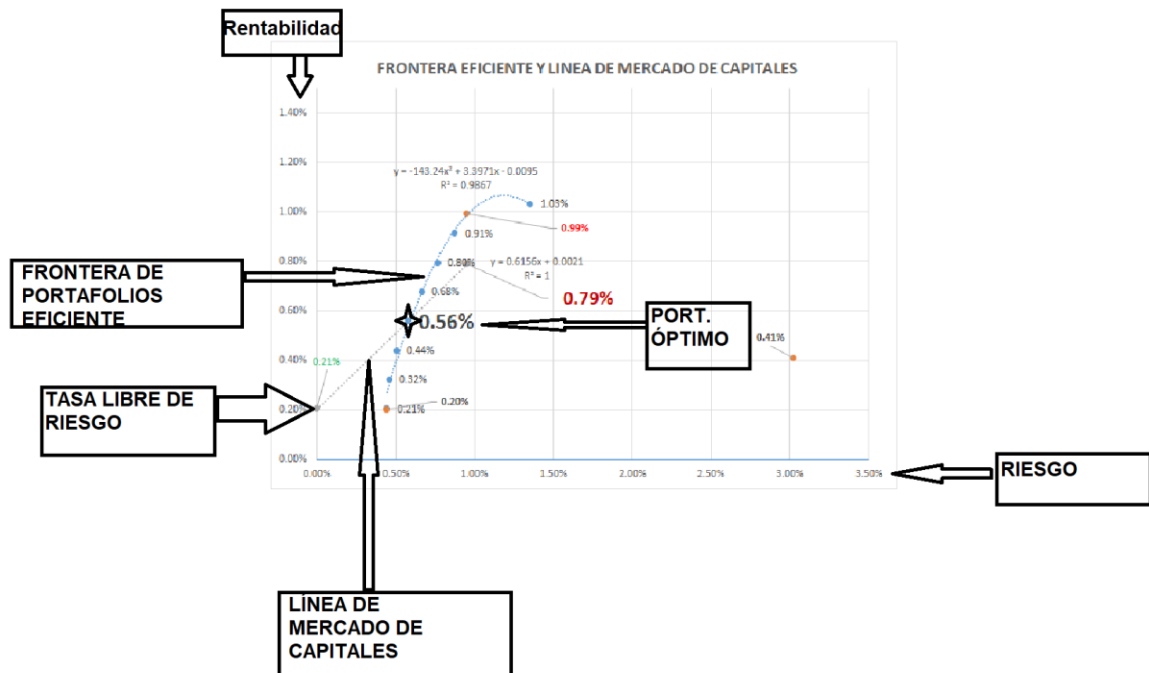 Rentabilidad
FRONTERA EFICIENTE Y LINEA DE MERCADO DE CAPITALES
1.40%
1.20%
1.00%
0.80%
0.60%
0.40%
0.20%
0.00%
y = -143.24x² + 3.3971x - 0.0095
R² = 0.9867
1.03%
0.99%
0.91%
0.80%
y = 0.6156x + 0.0021
R² = 1
0.79%
0.68%
0.56%
0.44%
0.41%
0.32%
0.21%
0.21%
0.20%
0.00%
0.50%
1.00%
1.50%
2.00%
2.50%
3.00%
3.50%
FRONTERA DE
PORTAFOLIOS
EFICIENTE
PORT.
ÓPTIMO
TASA LIBRE DE
RIESGO
RIESGO
LÍNEA DE
MERCADO DE
CAPITALES